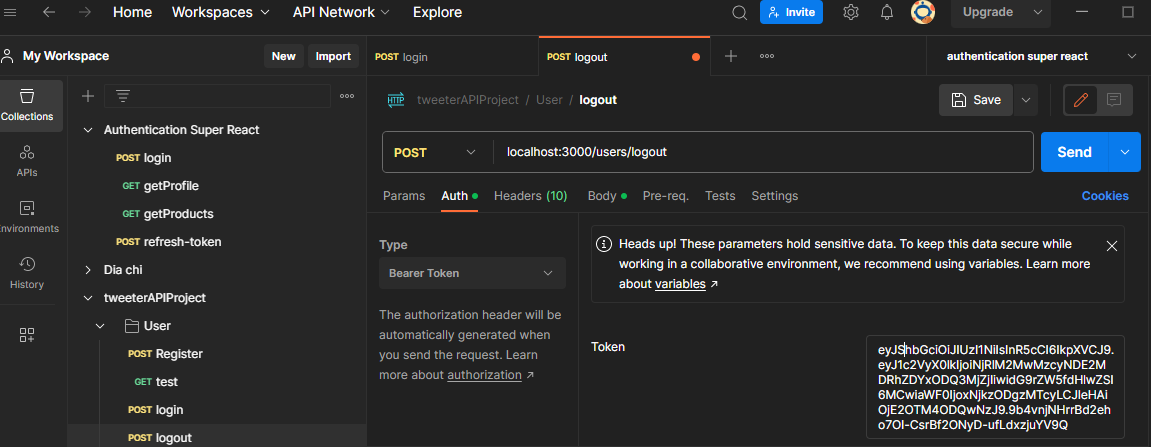 Home Workspaces API Network Explore Invite Upgrade
My Workspace New Import
POST login POST logout authentication super react
Collections
APIs
Environments
History
Authentication Super React
POST login
GET getProfile
GET getProducts
POST refresh-token
Dia chi
tweeterAPIProject
User
POST Register
GET test
POST login
POST logout
HTTP tweeterAPIProject / User / logout Save
POST localhost:3000/users/logout Send
Params Auth Headers (10) Body Pre-req. Tests Settings Cookies
Type
Bearer Token
The authorization header will be
automatically generated when
you send the request. Learn
more about authorization ↗
Heads up! These parameters hold sensitive data. To keep this data secure while
working in a collaborative environment, we recommend using variables. Learn more
about variables ↗
Token